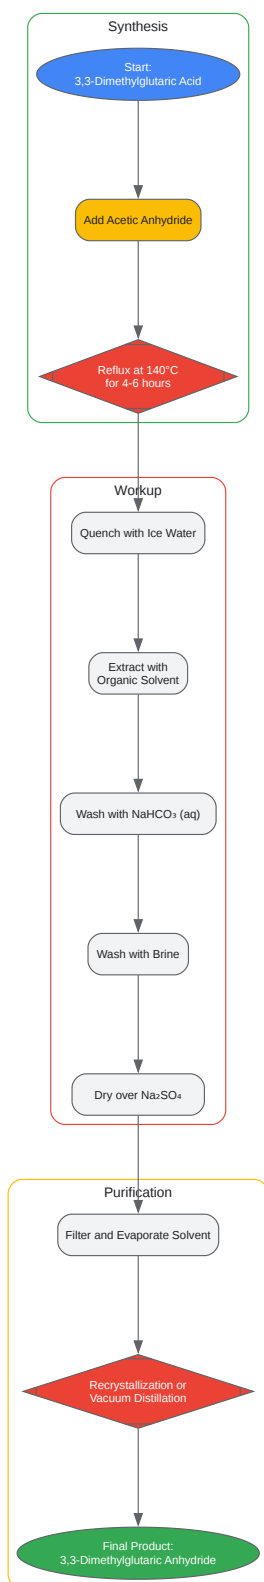 Synthesis
Start:
3,3-Dimethylglutaric Acid
Add Acetic Anhydride
Reflux at 140°C
for 4-6 hours
Workup
Quench with Ice Water
Extract with
Organic Solvent
Wash with NaHCO₃ (aq)
Wash with Brine
Dry over Na₂SO₄
Purification
Filter and Evaporate Solvent
Recrystallization or
Vacuum Distillation
Final Product:
3,3-Dimethylglutaric Anhydride